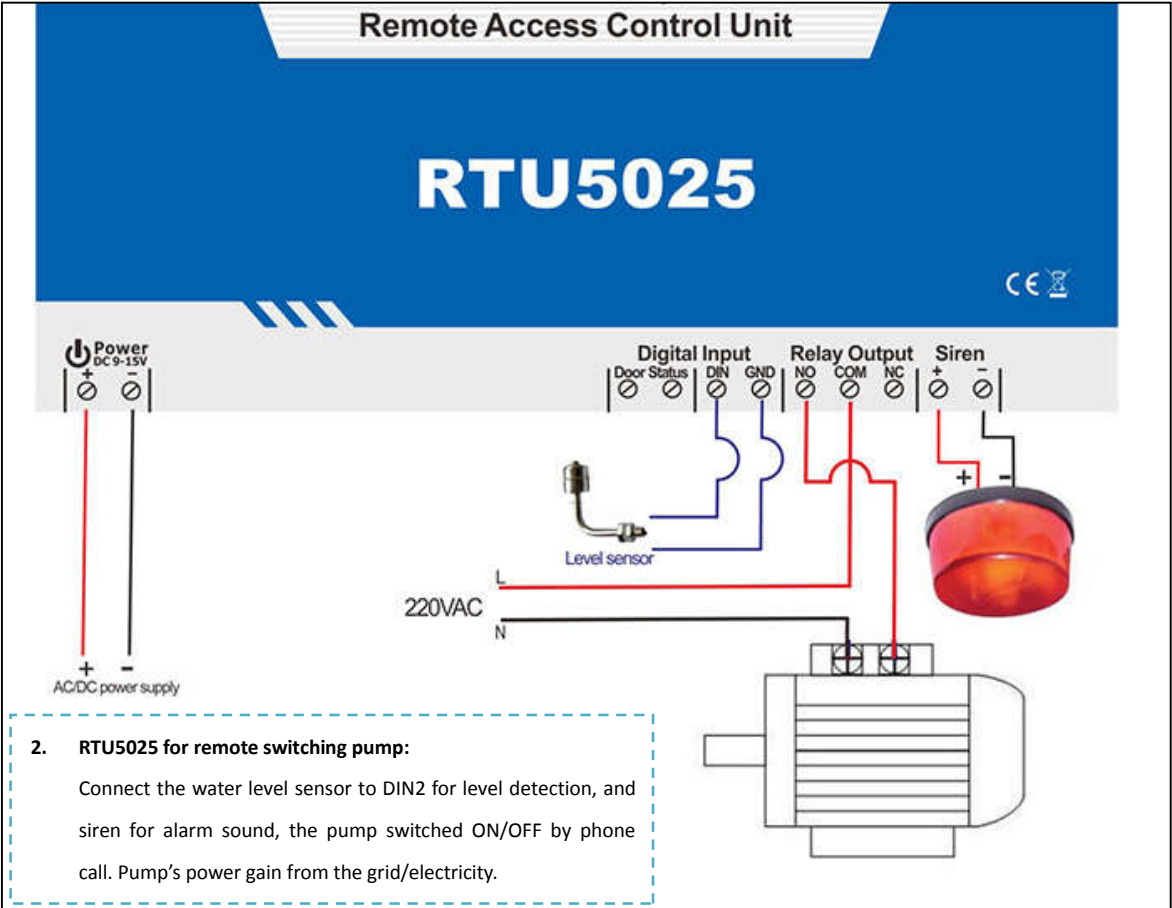 Remote Access Control Unit
RTU5025
CE
Power
DC 9-15V
+ -
Digital Input Relay Output Siren
Door Status DIN GND NO COM NC + -
+ -
Level sensor
L
220VAC
N
+ -
AC/DC power supply
2. RTU5025 for remote switching pump:
Connect the water level sensor to DIN2 for level detection, and
siren for alarm sound, the pump switched ON/OFF by phone
call. Pump's power gain from the grid/electricity.